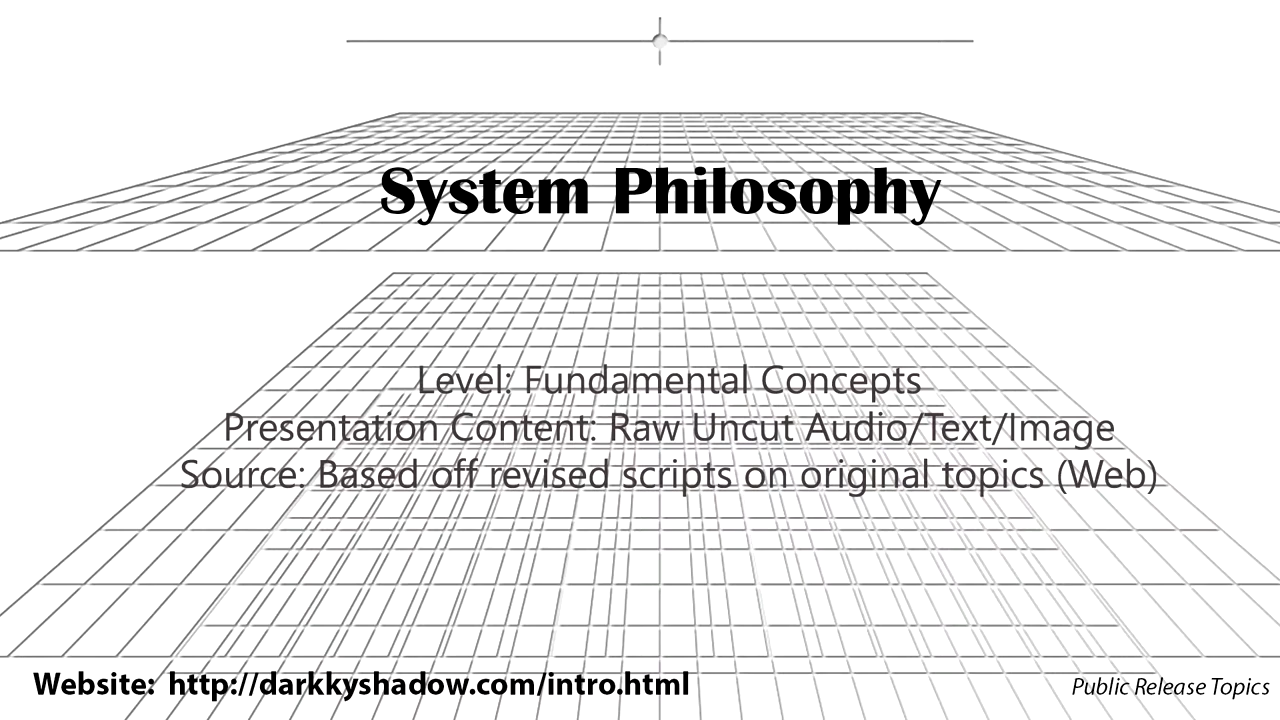 System Philosophy
Level: Fundamental Concepts
Presentation Content: Raw Uncut Audio/Text/Image
Source: Based off revised scripts on original topics (Web)
Website: http://darkkyshadow.com/intro.html
Public Release Topics